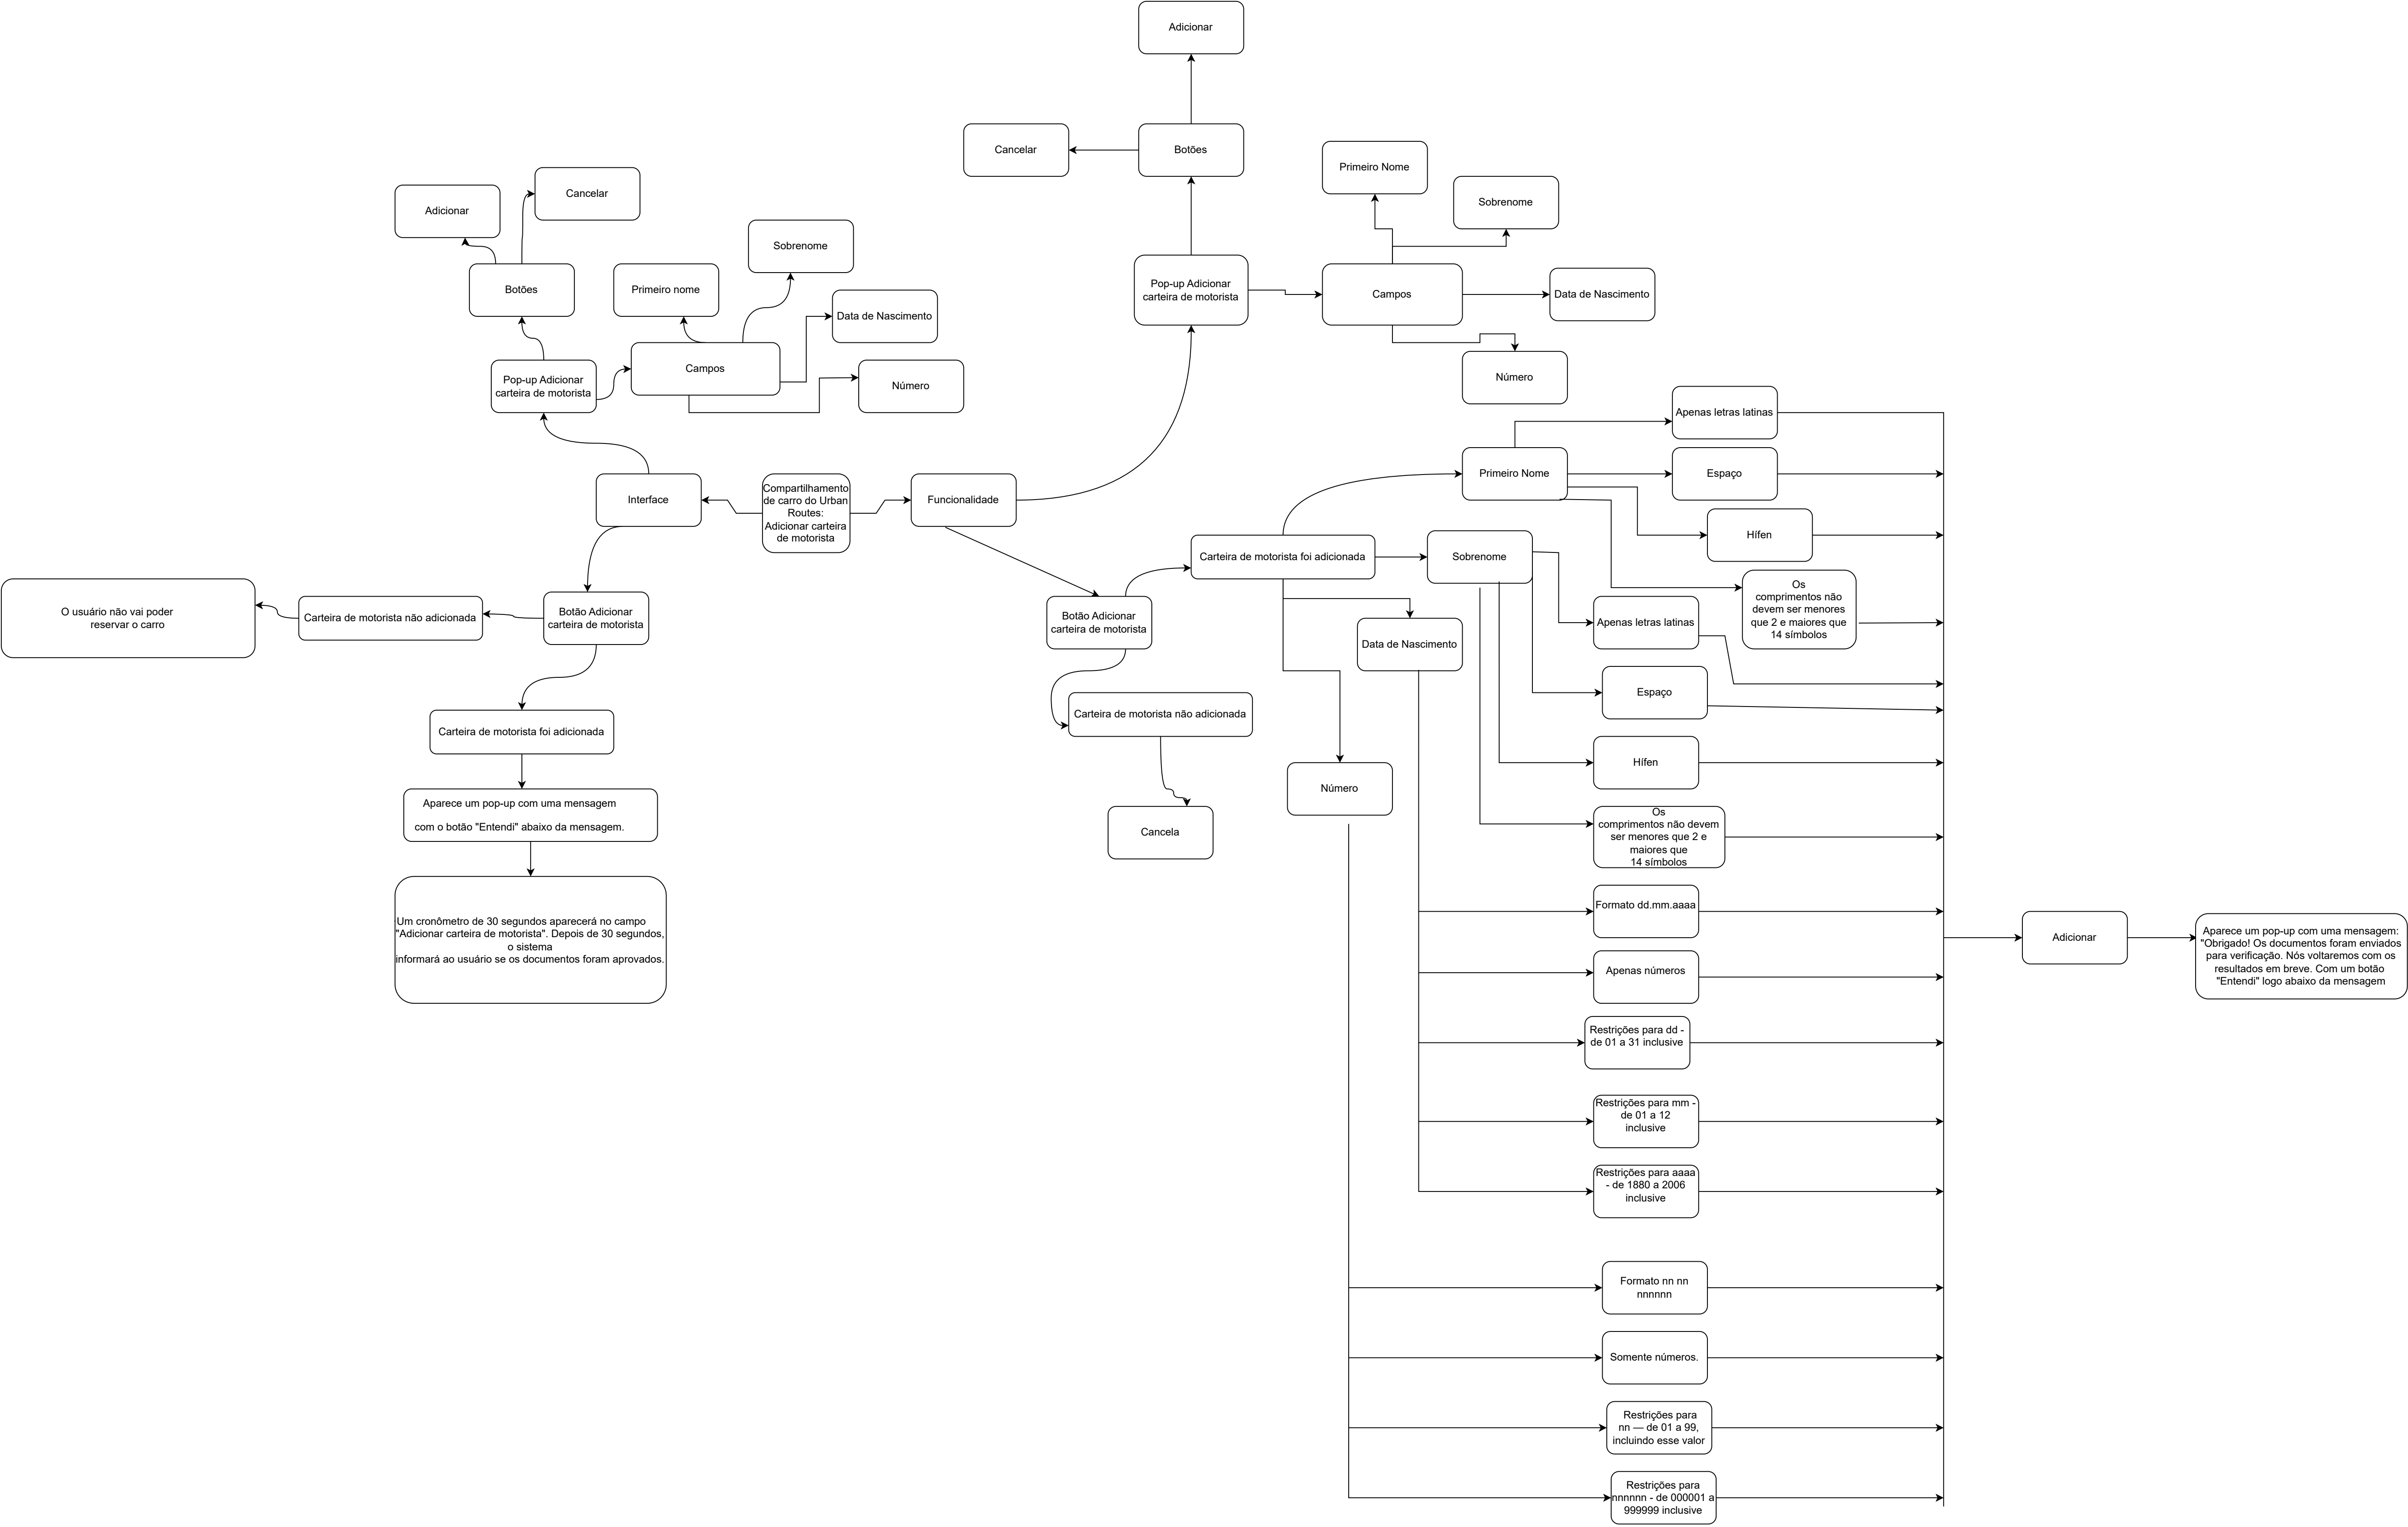 Adicionar
Cancelar
Botões
Primeiro Nome
Sobrenome
Pop-up Adicionar
carteira de motorista
Campos
Data de Nascimento
Número
Adicionar
Cancelar
Botões
Primeiro nome
Sobrenome
Data de Nascimento
Pop-up Adicionar
carteira de motorista
Campos
Número
Interface
Compartilhamento
de carro do Urban
Routes:
Adicionar carteira
de motorista
Funcionalidade
O usuário não vai poder
reservar o carro
Carteira de motorista não adicionada
Botão Adicionar
carteira de motorista
Carteira de motorista foi adicionada
Aparece um pop-up com uma mensagem
com o botão "Entendi" abaixo da mensagem.
Um cronômetro de 30 segundos aparecerá no campo
"Adicionar carteira de motorista". Depois de 30 segundos,
o sistema
informará ao usuário se os documentos foram aprovados.
Botão Adicionar
carteira de motorista
Carteira de motorista não adicionada
Cancela
Carteira de motorista foi adicionada
Primeiro Nome
Apenas letras latinas
Espaço
Hífen
Os
comprimentos não
devem ser menores
que 2 e maiores que
14 símbolos
Sobrenome
Apenas letras latinas
Espaço
Hífen
Os
comprimentos não devem
ser menores que 2 e
maiores que
14 símbolos
Data de Nascimento
Formato dd.mm.aaaa
Apenas números
Restrições para dd -
de 01 a 31 inclusive
Restrições para mm -
de 01 a 12
inclusive
Restrições para aaaa
- de 1880 a 2006
inclusive
Número
Formato nn nn
nnnnnn
Somente números.
Restrições para
nn — de 01 a 99,
incluindo esse valor
Restrições para
nnnnnn - de 000001 a
999999 inclusive
Adicionar
Aparece um pop-up com uma mensagem:
"Obrigado! Os documentos foram enviados
para verificação. Nós voltaremos com os
resultados em breve. Com um botão
"Entendi" logo abaixo da mensagem